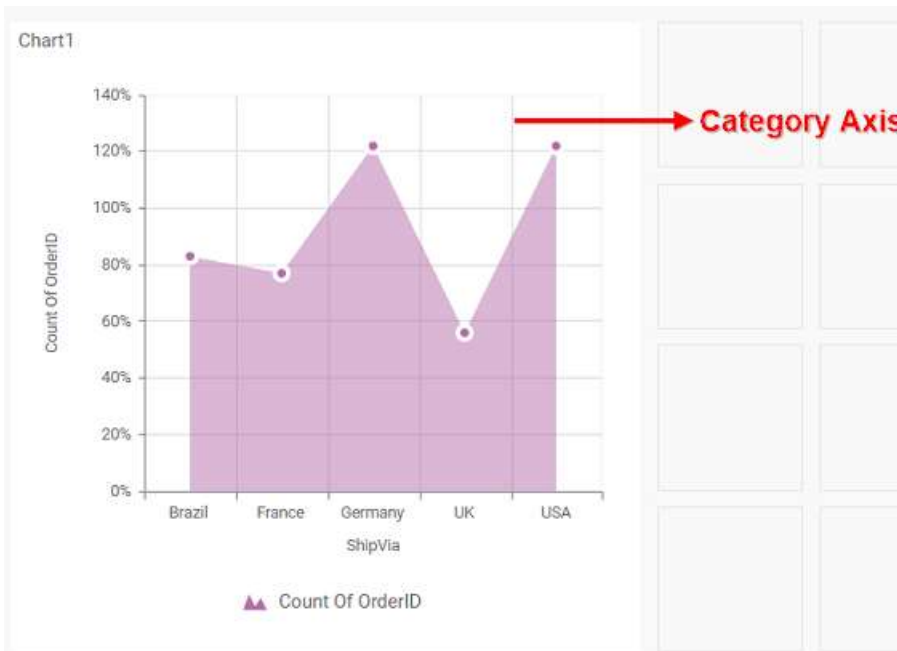 Chart1
140%
120%
100%
80%
60%
40%
20%
0%
Count Of OrderID
Category Axis
Brazil France Germany UK USA
ShipVia
Count Of OrderID